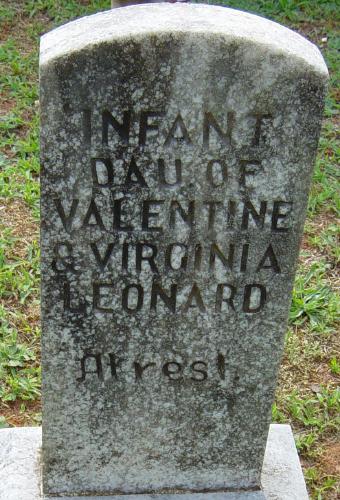 INFANT
DAU. OF
VALENTINE
& VIRGINIA
LEONARD
At rest.